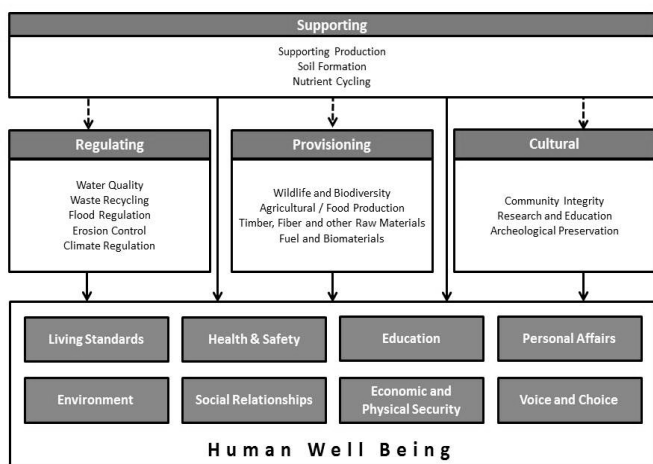 Supporting
Supporting Production
Soil Formation
Nutrient Cycling
Regulating
Water Quality
Waste Recycling
Flood Regulation
Erosion Control
Climate Regulation
Provisioning
Wildlife and Biodiversity
Agricultural / Food Production
Timber, Fiber and other Raw Materials
Fuel and Biomaterials
Cultural
Community Integrity
Research and Education
Archeological Preservation
Living Standards
Health & Safety
Education
Personal Affairs
Environment
Social Relationships
Economic and
Physical Security
Voice and Choice
Human Well Being